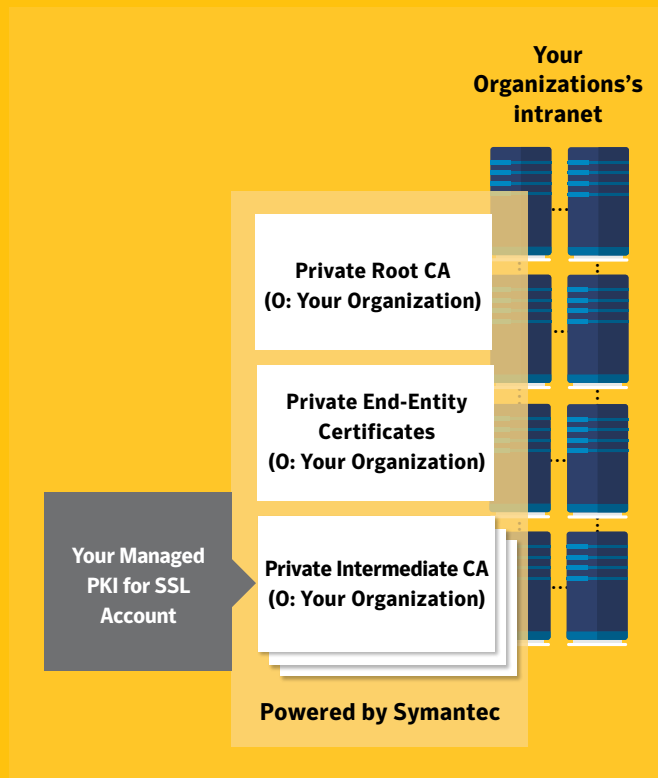 Your
Organizations's
intranet
Private Root CA
(O: Your Organization)
Private End-Entity
Certificates
(O: Your Organization)
Your Managed
PKI for SSL
Account
Private Intermediate CA
(O: Your Organization)
Powered by Symantec